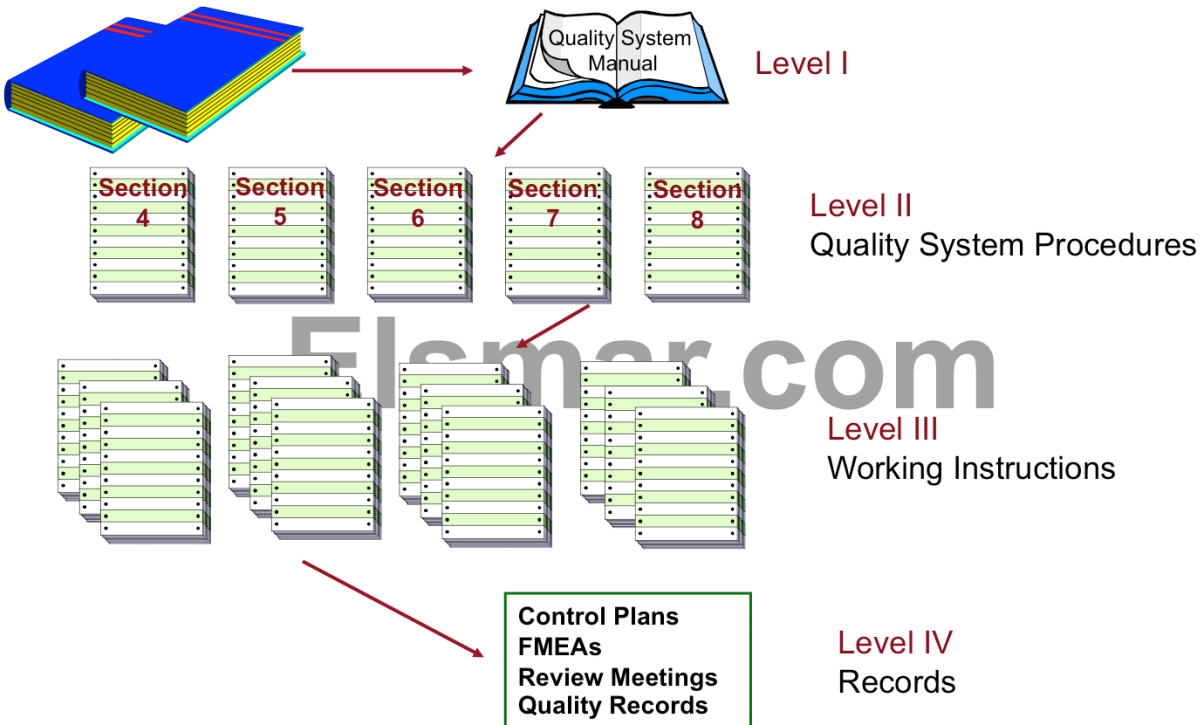 Quality System
Manual
Level I
Section
4
Section
5
Section
6
Section
7
Section
8
Level II
Quality System Procedures
Elsmar.com
Level III
Working Instructions
Control Plans
FMEAs
Review Meetings
Quality Records
Level IV
Records